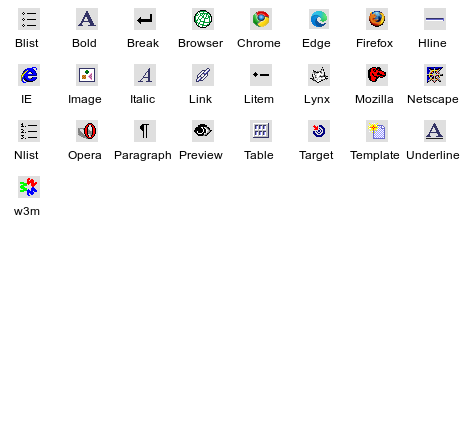 Blist Bold Break Browser Chrome Edge Firefox Hline
IE Image Italic Link Litem Lynx Mozilla Netscape
Nlist Opera Paragraph Preview Table Target Template Underline
w3m